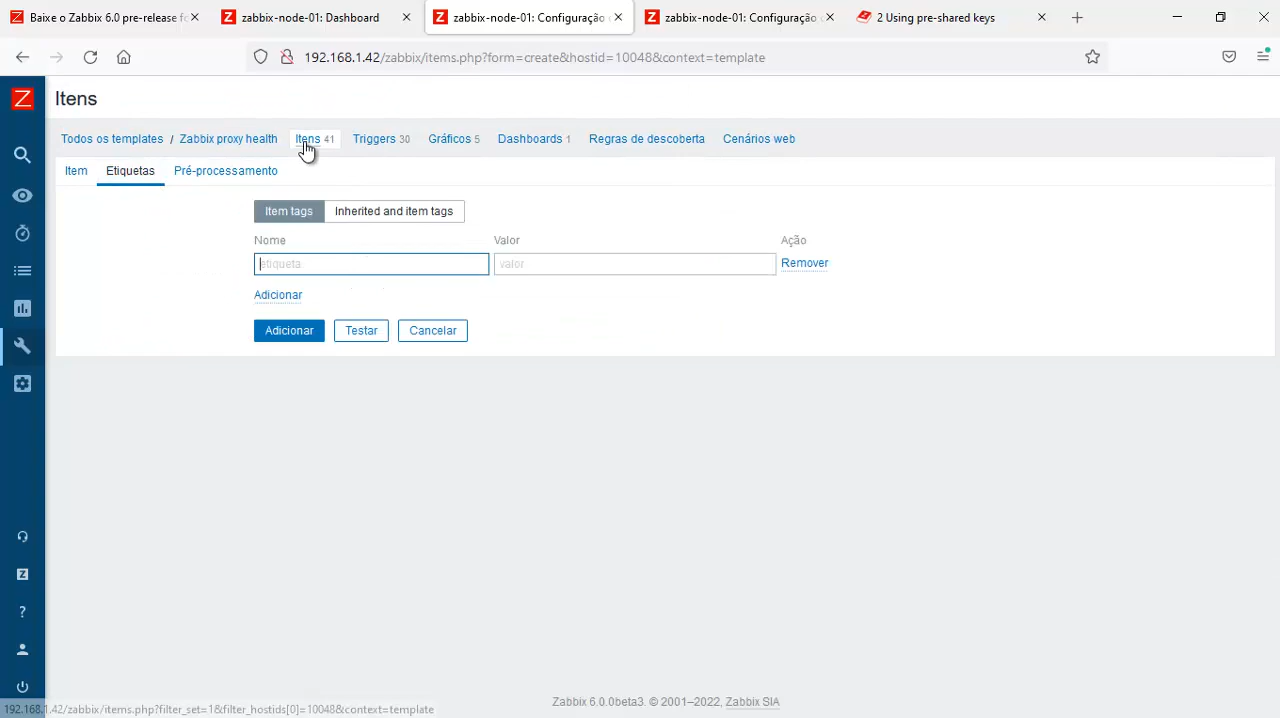 Baixe o Zabbix 6.0 pre-release fo
zabbix-node-01: Dashboard
zabbix-node-01: Configuração d
zabbix-node-01: Configuração d
2 Using pre-shared keys
192.168.1.42/zabbix/items.php?form=create&hostid=10048&context=template
Itens
Todos os templates / Zabbix proxy health Itens 41 Triggers 30 Gráficos 5 Dashboards 1 Regras de descoberta Cenários web
Item Etiquetas Pré-processamento
Item tags Inherited and item tags
Nome Valor Ação
etiqueta valor Remover
Adicionar
Adicionar Testar Cancelar
Zabbix 6.0.0beta3. © 2001–2022, Zabbix SIA
192.168.1.42/zabbix/items.php?filter_set=1&filter_hostids[0]=10048&context=template